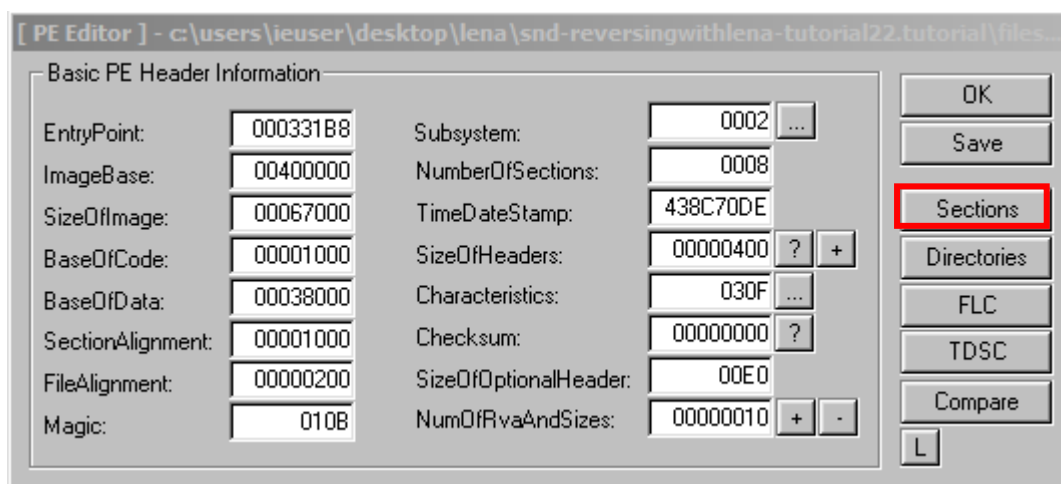 [ PE Editor ] - c:\users\ieuser\desktop\lena\snd-reversingwithlena-tutorial22.tutorial\files...
Basic PE Header Information
EntryPoint: 000331B8
ImageBase: 00400000
SizeOfImage: 00067000
BaseOfCode: 00001000
BaseOfData: 00038000
SectionAlignment: 00001000
FileAlignment: 00000200
Magic: 010B
Subsystem: 0002 ...
NumberOfSections: 0008
TimeDateStamp: 438C70DE
SizeOfHeaders: 00000400 ? +
Characteristics: 030F ...
Checksum: 00000000 ?
SizeOfOptionalHeader: 00E0
NumOfRvaAndSizes: 00000010 + -
OK
Save
Sections
Directories
FLC
TDSC
Compare
L